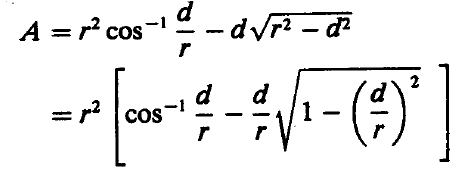 A = r² cos⁻¹ d/r − d√(r² − d²)
= r² [cos⁻¹ d/r − d/r √(1 − (d/r)²)]